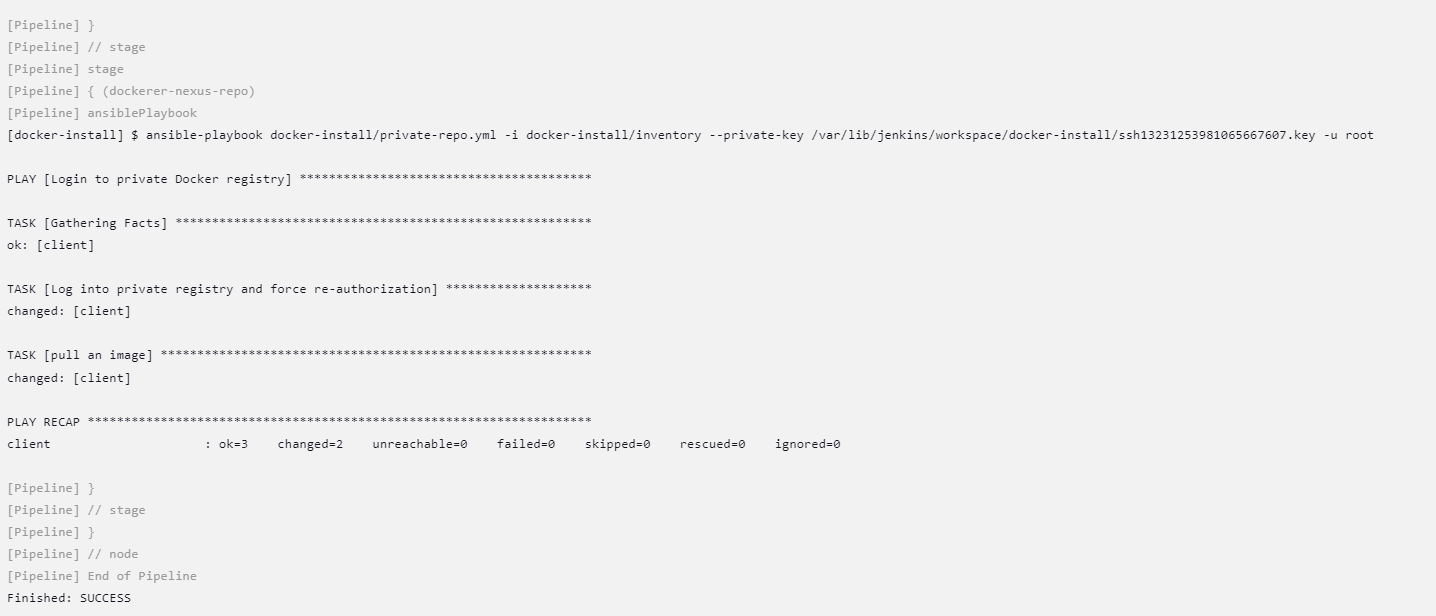 [Pipeline] }
[Pipeline] // stage
[Pipeline] stage
[Pipeline] { (dockerer-nexus-repo)
[Pipeline] ansiblePlaybook
[docker-install] $ ansible-playbook docker-install/private-repo.yml -i docker-install/inventory --private-key /var/lib/jenkins/workspace/docker-install/ssh13231253981065667607.key -u root
PLAY [Login to private Docker registry] ****************************************
TASK [Gathering Facts] *********************************************************
ok: [client]
TASK [Log into private registry and force re-authorization] ********************
changed: [client]
TASK [pull an image] ***********************************************************
changed: [client]
PLAY RECAP *********************************************************************
client                     : ok=3    changed=2    unreachable=0    failed=0    skipped=0    rescued=0    ignored=0
[Pipeline] }
[Pipeline] // stage
[Pipeline] }
[Pipeline] // node
[Pipeline] End of Pipeline
Finished: SUCCESS